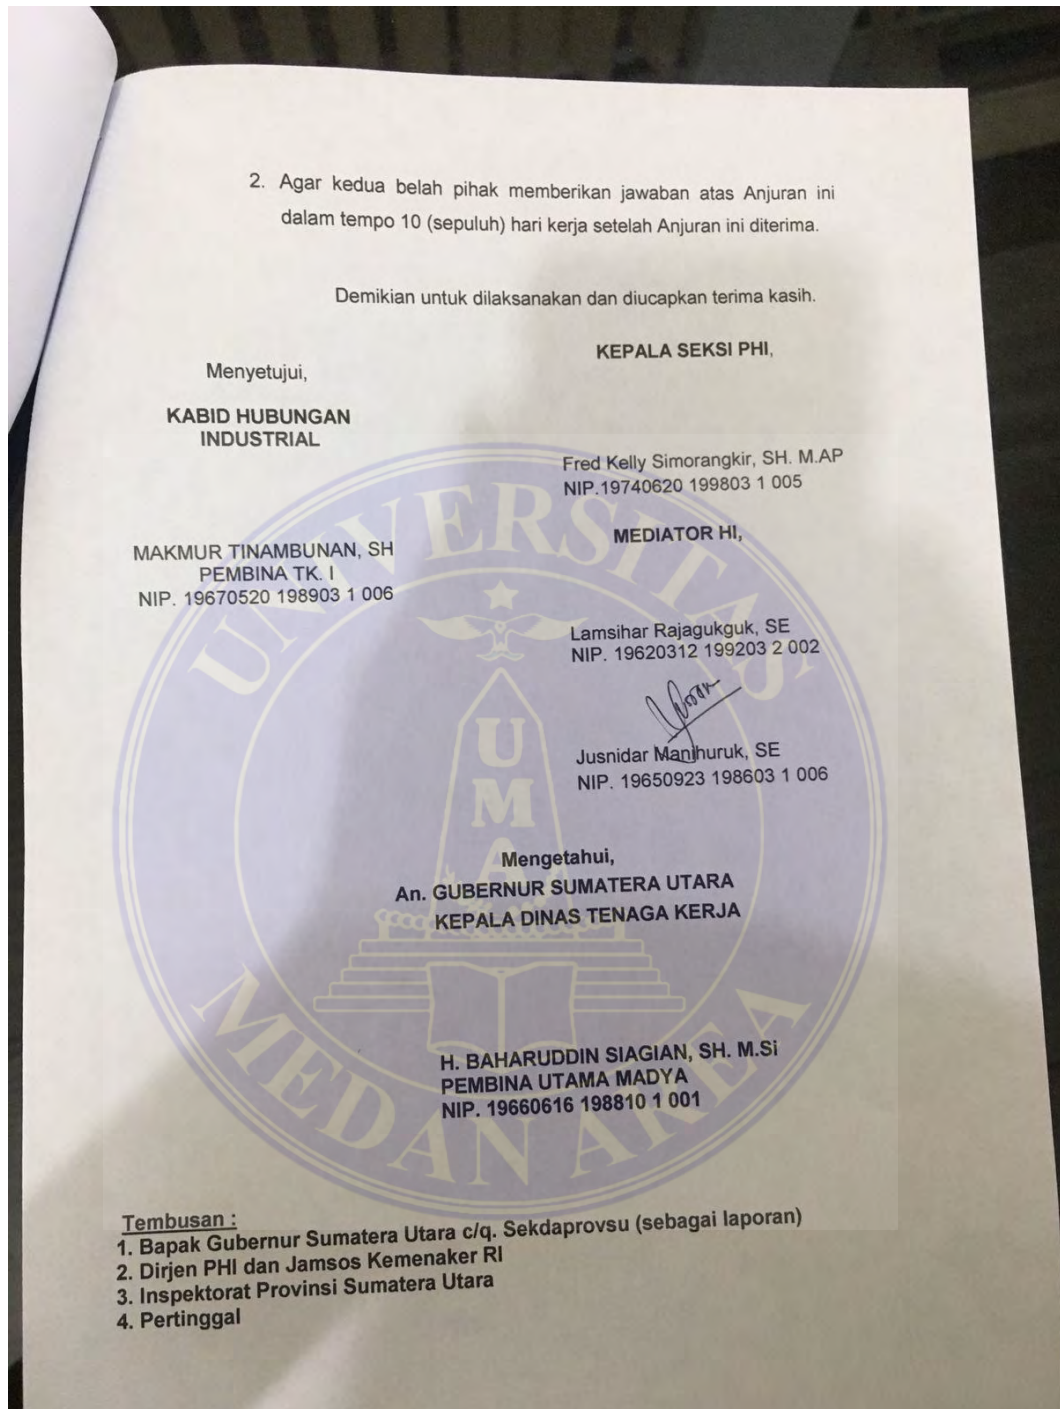 2. Agar kedua belah pihak memberikan jawaban atas Anjuran ini
dalam tempo 10 (sepuluh) hari kerja setelah Anjuran ini diterima.
Demikian untuk dilaksanakan dan diucapkan terima kasih.
KEPALA SEKSI PHI,
Menyetujui,
KABID HUBUNGAN
INDUSTRIAL
Fred Kelly Simorangkir, SH. M.AP
NIP.19740620 199803 1 005
MEDIATOR HI,
MAKMUR TINAMBUNAN, SH
PEMBINA TK. I
NIP. 19670520 198903 1 006
Lamsihar Rajagukguk, SE
NIP. 19620312 199203 2 002
Jusnidar Manihuruk, SE
NIP. 19650923 198603 1 006
Mengetahui,
An. GUBERNUR SUMATERA UTARA
KEPALA DINAS TENAGA KERJA
H. BAHARUDDIN SIAGIAN, SH. M.Si
PEMBINA UTAMA MADYA
NIP. 19660616 198810 1 001
Tembusan :
1. Bapak Gubernur Sumatera Utara c/q. Sekdaprovsu (sebagai laporan)
2. Dirjen PHI dan Jamsos Kemenaker RI
3. Inspektorat Provinsi Sumatera Utara
4. Pertinggal
UNIVERSITAS
UMA
MEDAN AREA